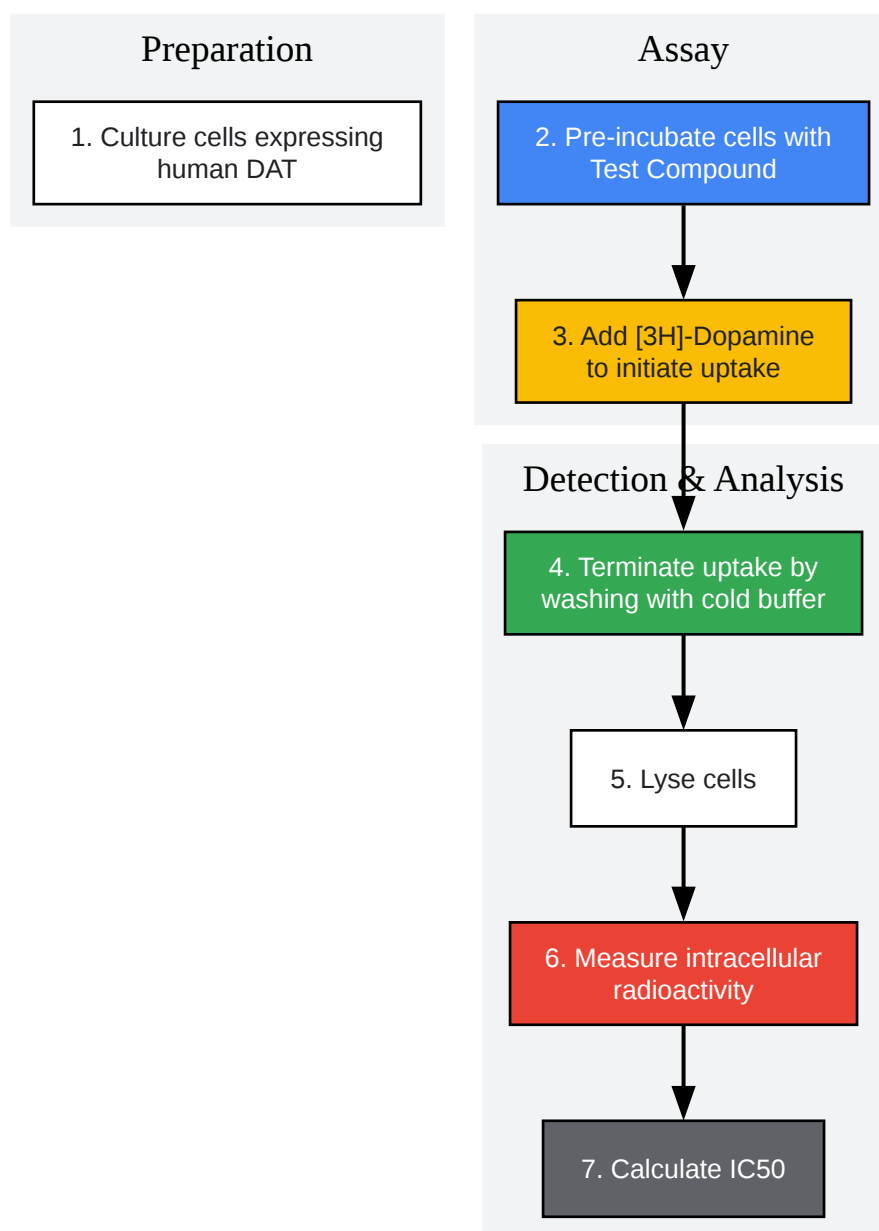 Preparation
1. Culture cells expressing
human DAT
Assay
2. Pre-incubate cells with
Test Compound
3. Add [3H]-Dopamine
to initiate uptake
Detection & Analysis
4. Terminate uptake by
washing with cold buffer
5. Lyse cells
6. Measure intracellular
radioactivity
7. Calculate IC50